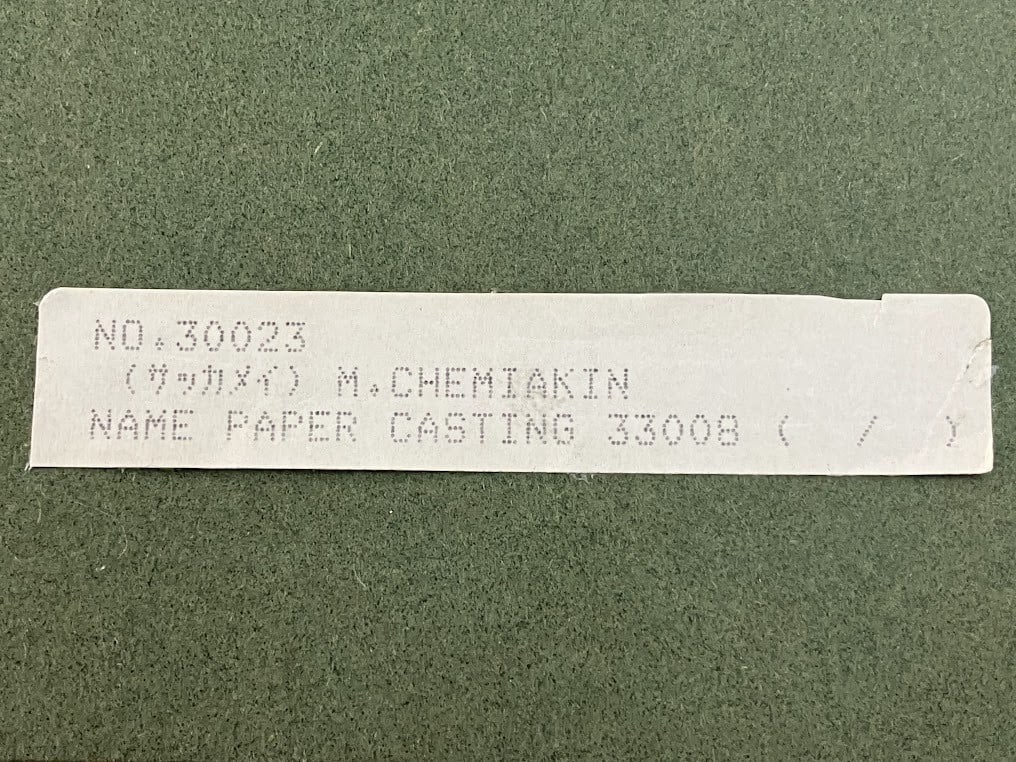 NO.30023
(サッカメイ) M.CHEMIAKIN
NAME PAPER CASTING 33008 (   /   )